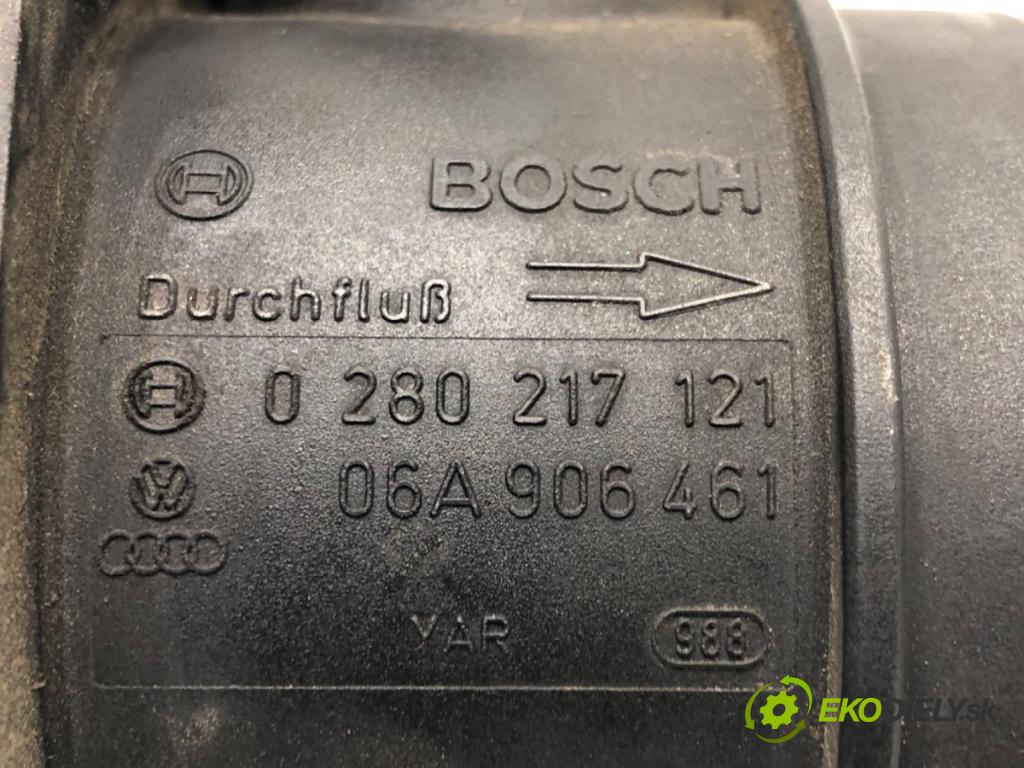 BOSCH
Durchfluß
0 280 217 121
06A 906 461
YAR 988
EKODIELY.sk